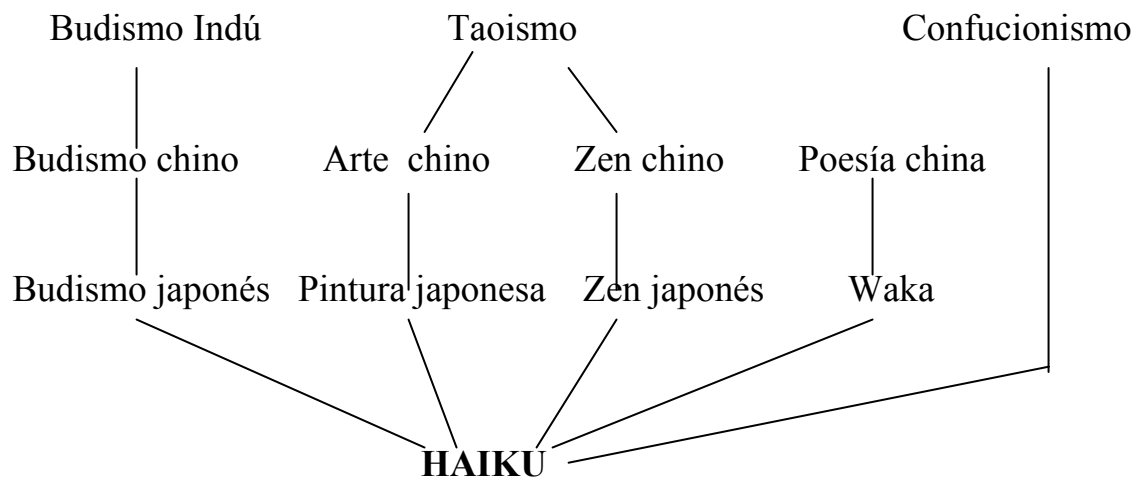 Budismo Indú Taoismo Confucionismo
Budismo chino Arte chino Zen chino Poesía china
Budismo japonés Pintura japonesa Zen japonés Waka
HAIKU